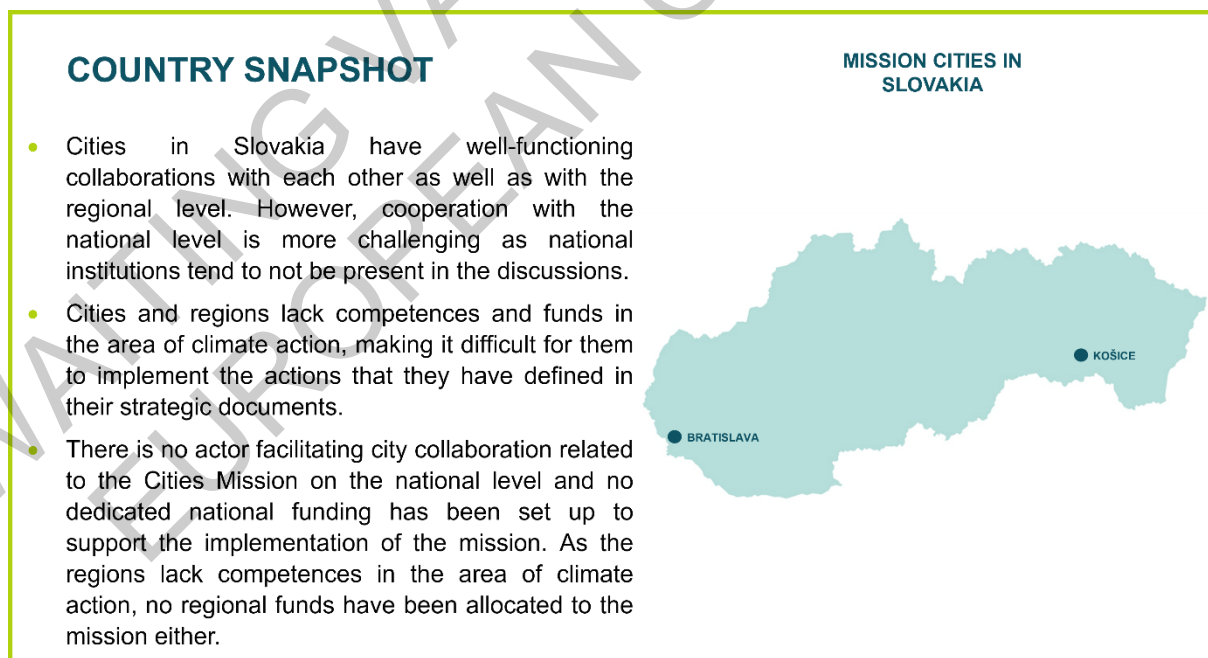 COUNTRY SNAPSHOT
Cities in Slovakia have well-functioning
collaborations with each other as well as with the
regional level. However, cooperation with the
national level is more challenging as national
institutions tend to not be present in the discussions.
Cities and regions lack competences and funds in
the area of climate action, making it difficult for them
to implement the actions that they have defined in
their strategic documents.
There is no actor facilitating city collaboration related
to the Cities Mission on the national level and no
dedicated national funding has been set up to
support the implementation of the mission. As the
regions lack competences in the area of climate
action, no regional funds have been allocated to the
mission either.
MISSION CITIES IN
SLOVAKIA
KOŠICE
BRATISLAVA
EUROPEAN